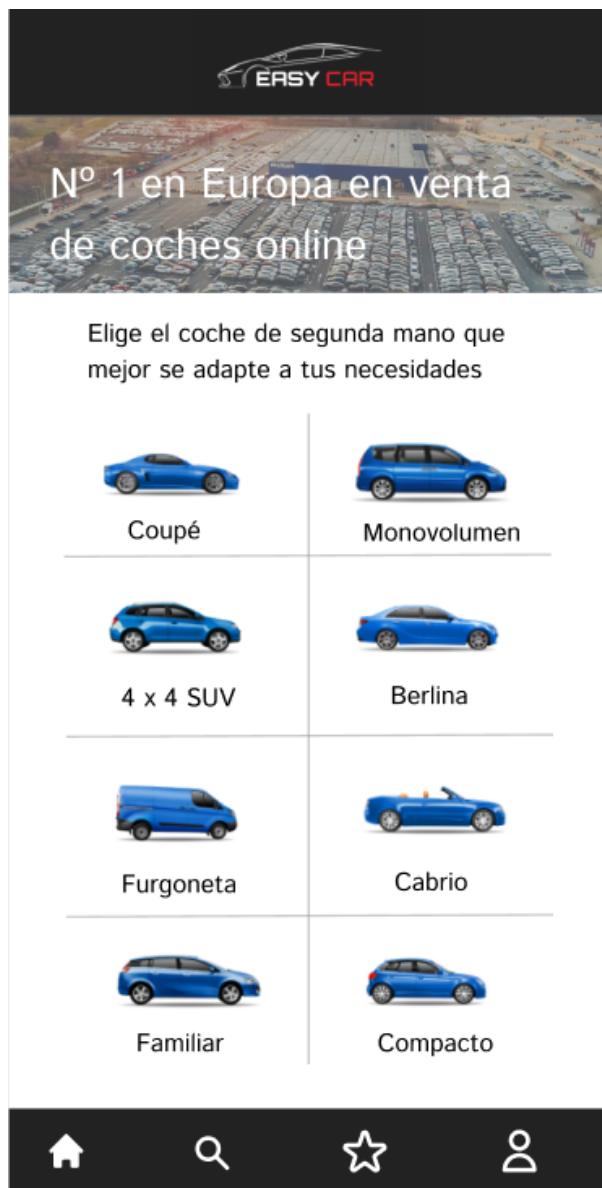 EASY CAR
Nº 1 en Europa en venta
de coches online
Elige el coche de segunda mano que
mejor se adapte a tus necesidades
Coupé
Monovolumen
4 x 4 SUV
Berlina
Furgoneta
Cabrio
Familiar
Compacto